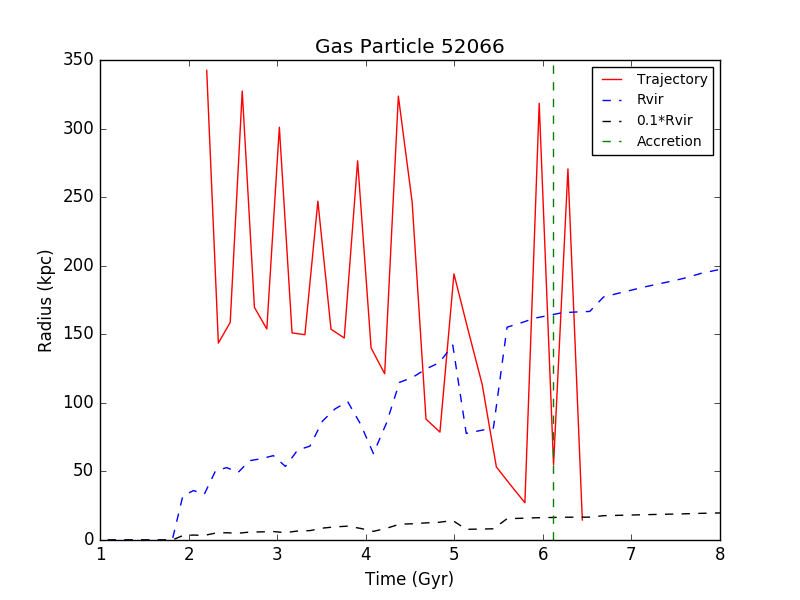 Gas Particle 52066
350
300
250
200
150
100
50
0
Radius (kpc)
Trajectory
Rvir
0.1*Rvir
Accretion
1 2 3 4 5 6 7 8
Time (Gyr)